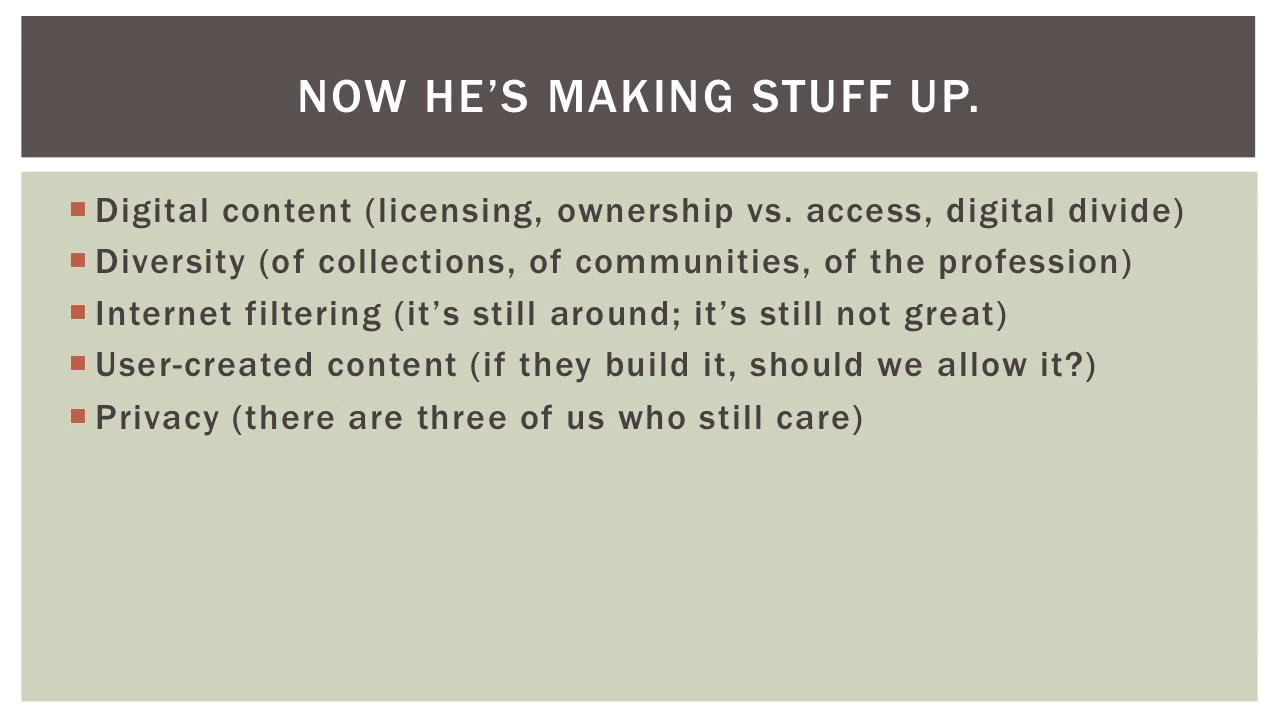 NOW HE’S MAKING STUFF UP.
Digital content (licensing, ownership vs. access, digital divide)
Diversity (of collections, of communities, of the profession)
Internet filtering (it’s still around; it’s still not great)
User-created content (if they build it, should we allow it?)
Privacy (there are three of us who still care)